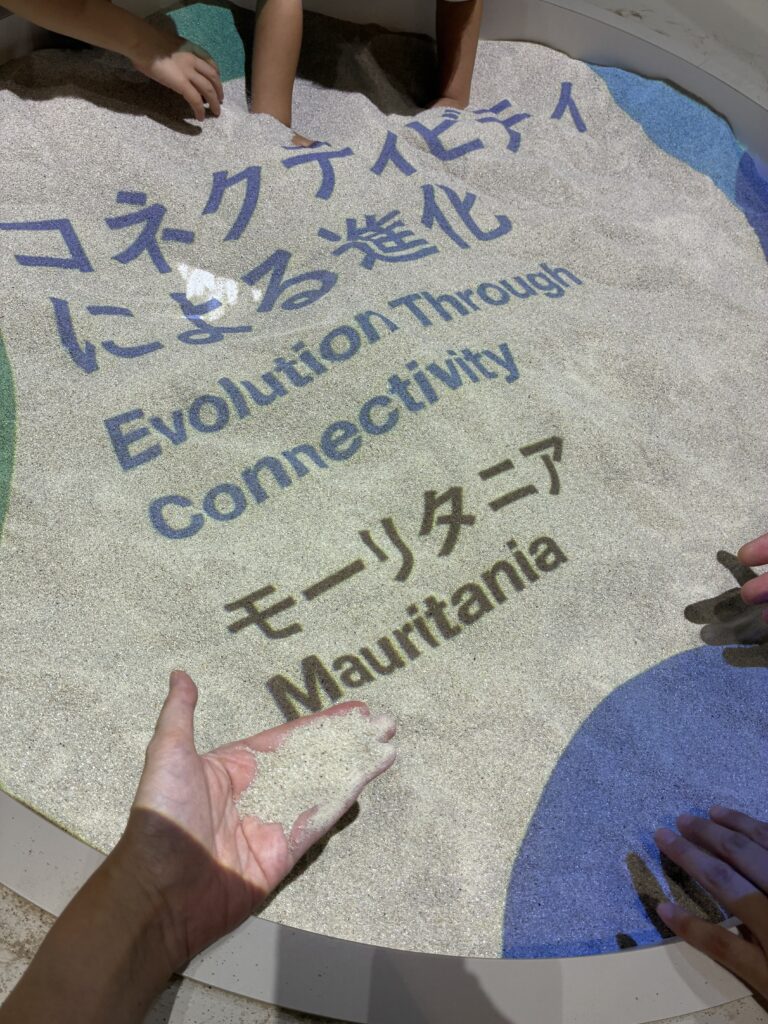 コネクティビティ
による進化
Evolution Through
Connectivity
モーリタニア
Mauritania